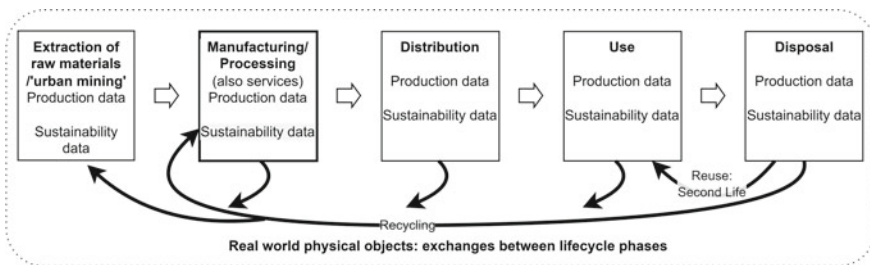 Extraction of
raw materials
/'urban mining'
Production data
Sustainability
data
Manufacturing/
Processing
(also services)
Production data
Sustainability data
Distribution
Production data
Sustainability data
Use
Production data
Sustainability data
Disposal
Production data
Sustainability data
Reuse:
Second Life
Recycling
Real world physical objects: exchanges between lifecycle phases